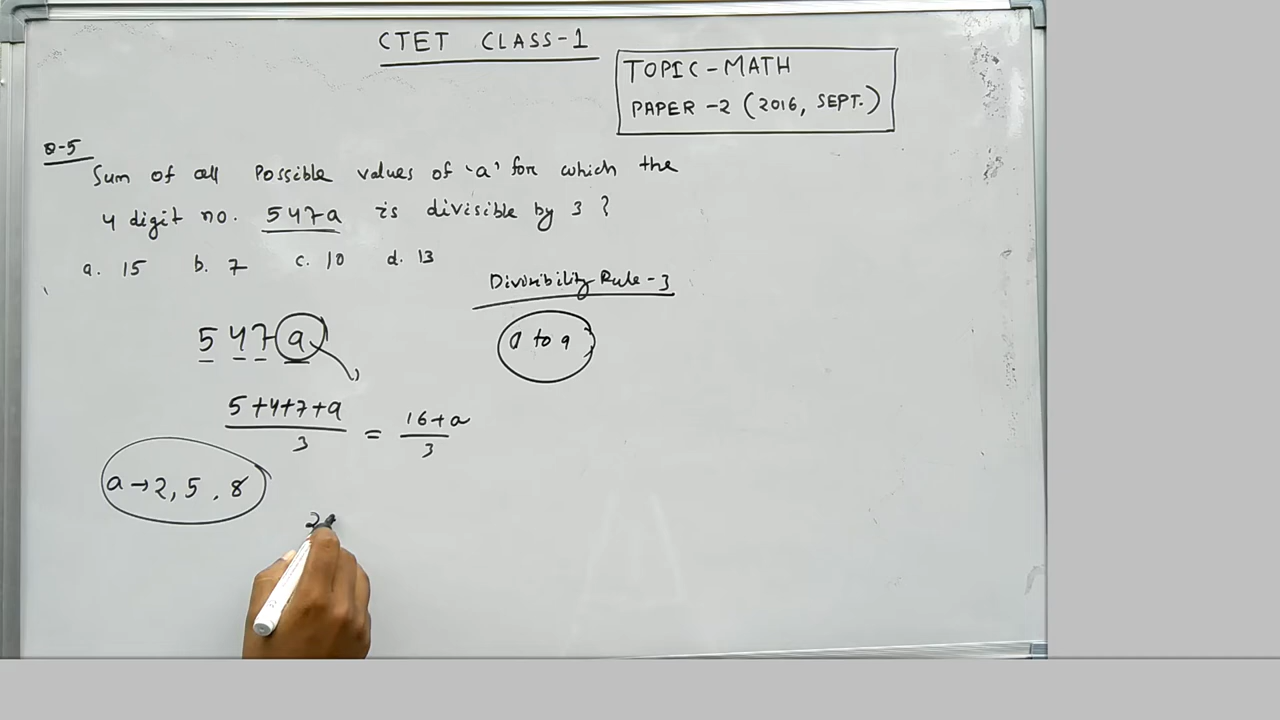 CTET CLASS-1
TOPIC-MATH
PAPER-2 (2016, SEPT.)
Q-5
Sum of all Possible values of 'a' for which the
4 digit no. 547a is divisible by 3 ?
a. 15 b. 7 c. 10 d. 13
Divisibility Rule-3
547a
0 to 9
5+4+7+a
3
= 16+a
3
a→2,5,8
2+